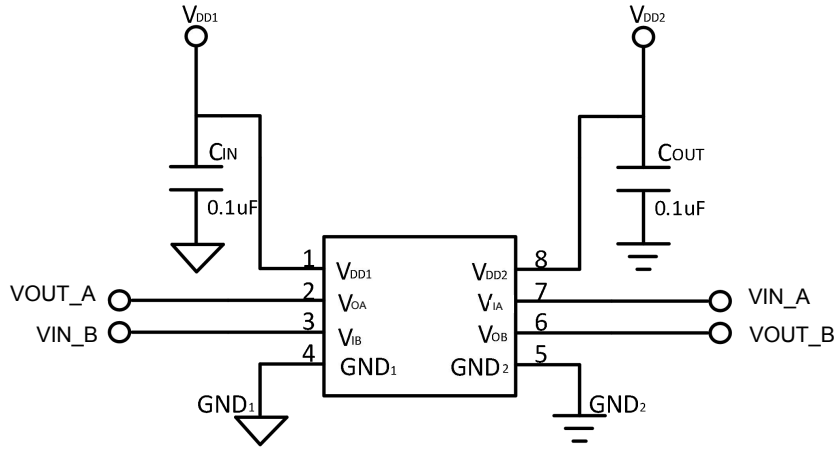 VDD1
VDD2
CIN
0.1uF
COUT
0.1uF
1
VDD1
VDD2
8
VOUT_A
2
VOA
VIA
7
VIN_A
VIN_B
3
VIB
VOB
6
VOUT_B
4
GND1
GND2
5
GND1
GND2